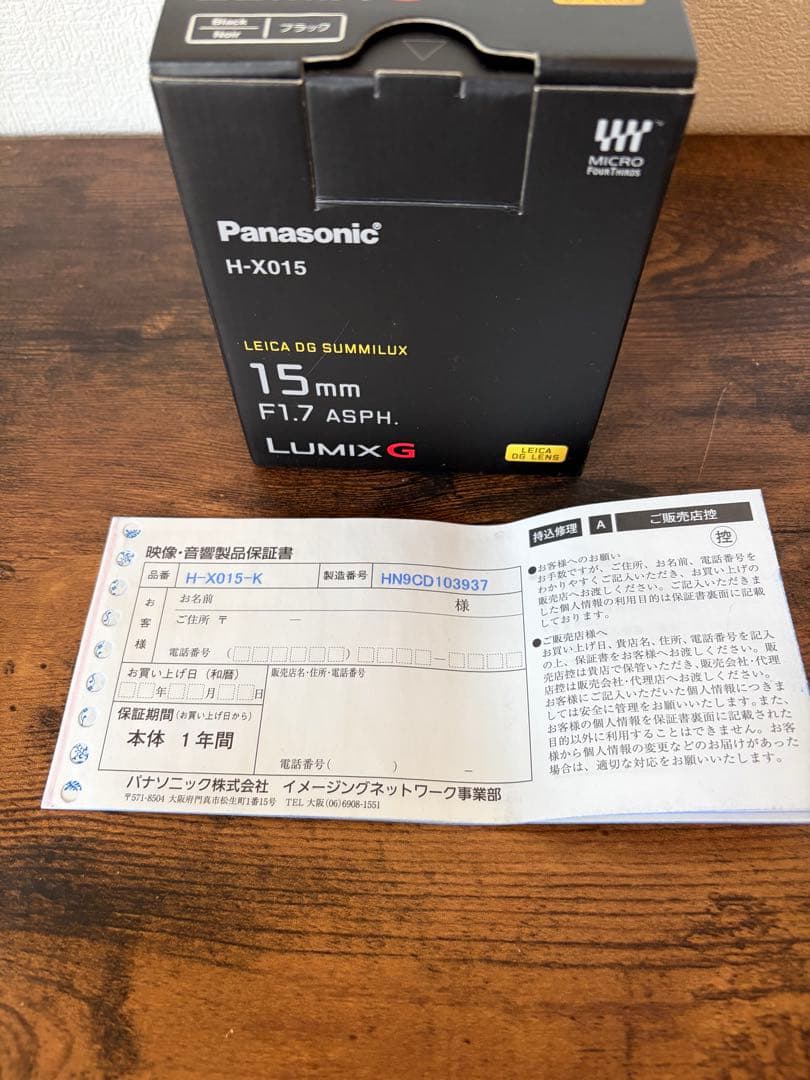 Black
Noir
ブラック
MICRO
FOURTHIRDS
Panasonic®
H-X015
LEICA DG SUMMILUX
15mm
F1.7 ASPH.
LUMIX G
LEICA
DG LENS
映像・音響製品保証書
品番 H-X015-K 製造番号 HN9CD103937
お客様
お名前 様
ご住所 〒 ―
電話番号 ( ) ―
お買い上げ日(和暦)
年 月 日
保証期間(お買い上げ日から)
本体 1年間
販売店名・住所・電話番号
電話番号( ) ―
パナソニック株式会社 イメージングネットワーク事業部
〒571-8504 大阪府門真市松生町1番15号 TEL 大阪(06)6908-1551
持込修理 A ご販売店控
控
●お客様へのお願い
お手数ですが、ご住所、お名前、電話番号を
わかりやすくご記入いただき、お買い上げの
販売店へお渡しください。ご記入いただきま
した個人情報の利用目的は保証書裏面に記載
しております。
●ご販売店様へ
お買い上げ日、貴店名、住所、電話番号を記入
の上、保証書をお客様へお渡しください。販
売店控は貴店で保管いただき、販売会社・代理
店控は販売会社・代理店へお渡しください。
お客様にご記入いただいた個人情報につきま
しては安全に管理をお願いいたします。また、
お客様の個人情報を保証書裏面に記載された
目的以外に利用することはできません。お客
様から個人情報の変更などのお届けがあった
場合は、適切な対応をお願いいたします。